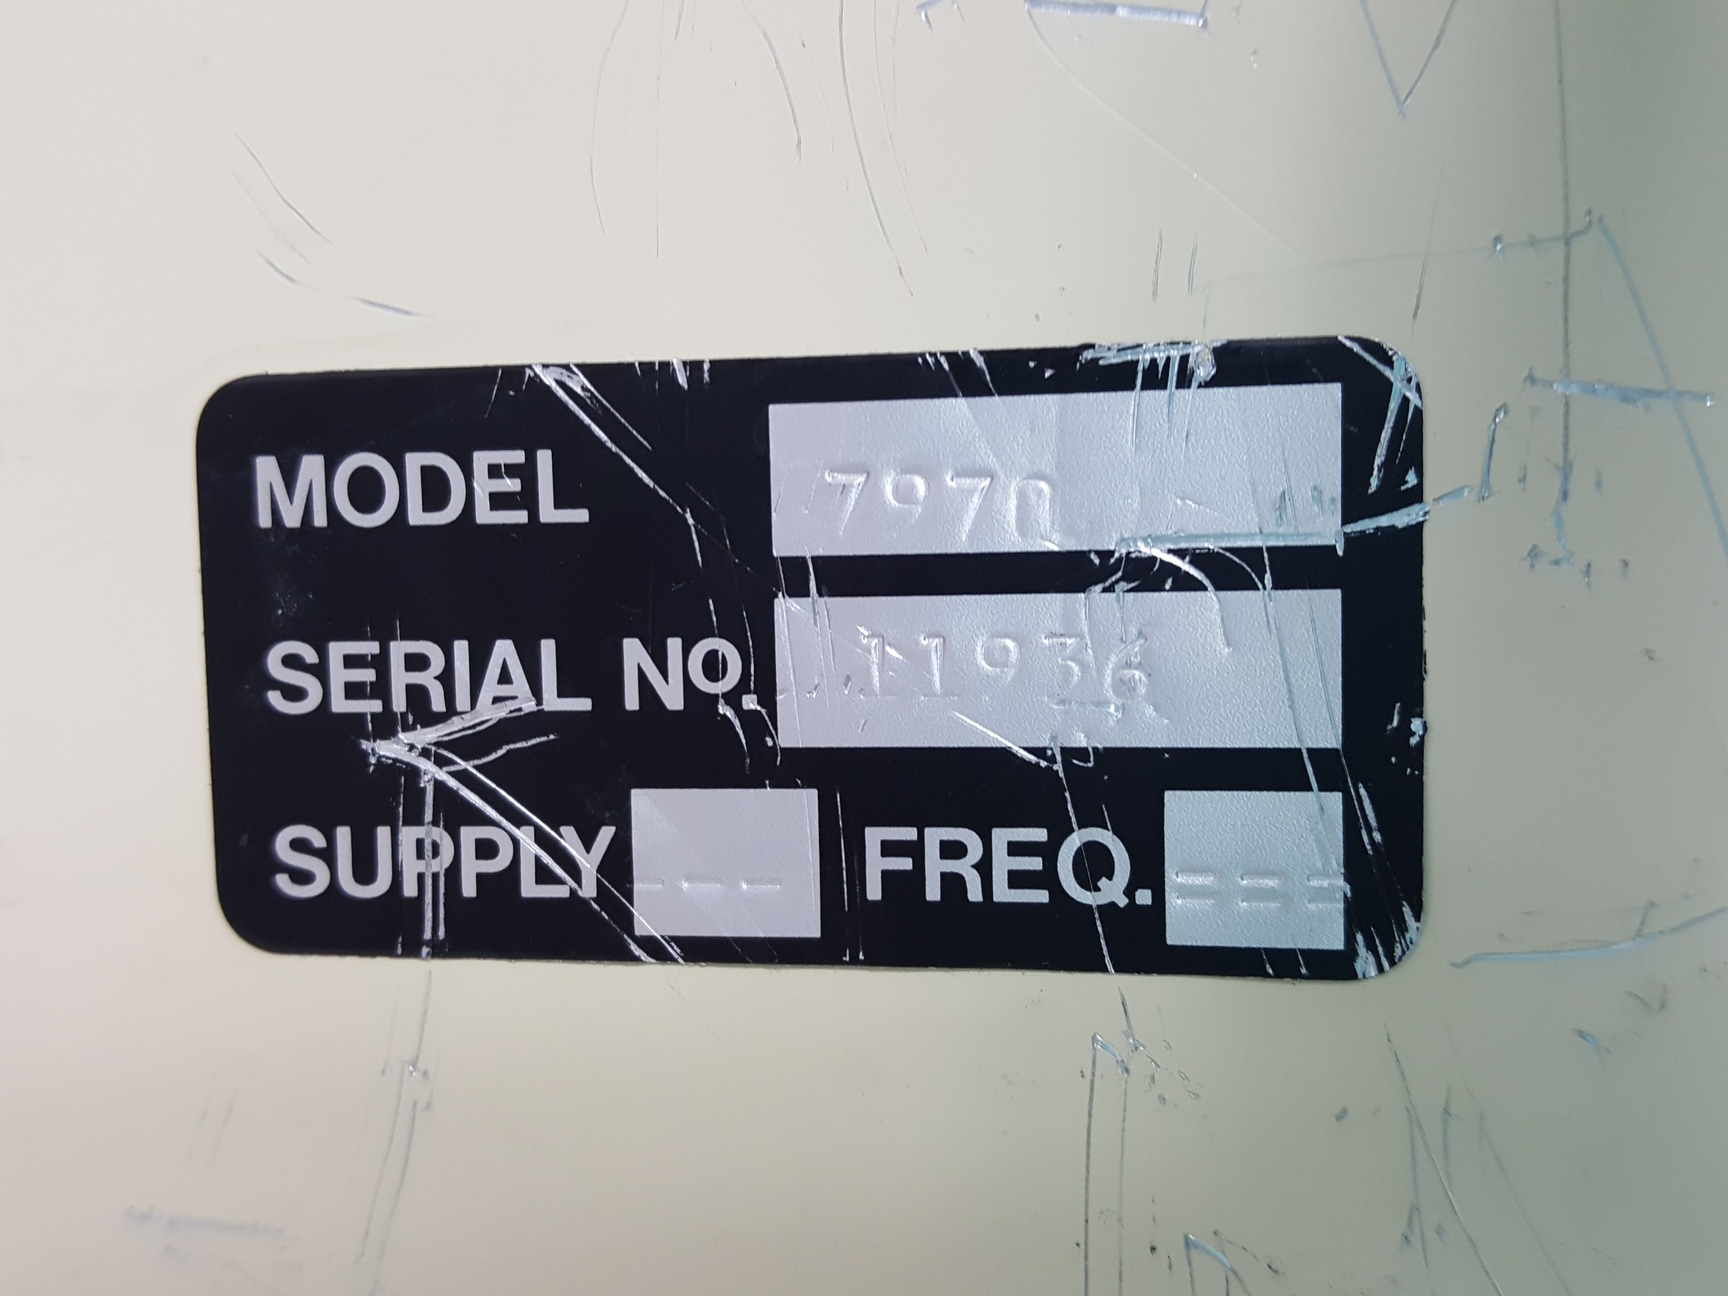 MODEL 7970
SERIAL NO. 11936
SUPPLY --- FREQ. ===